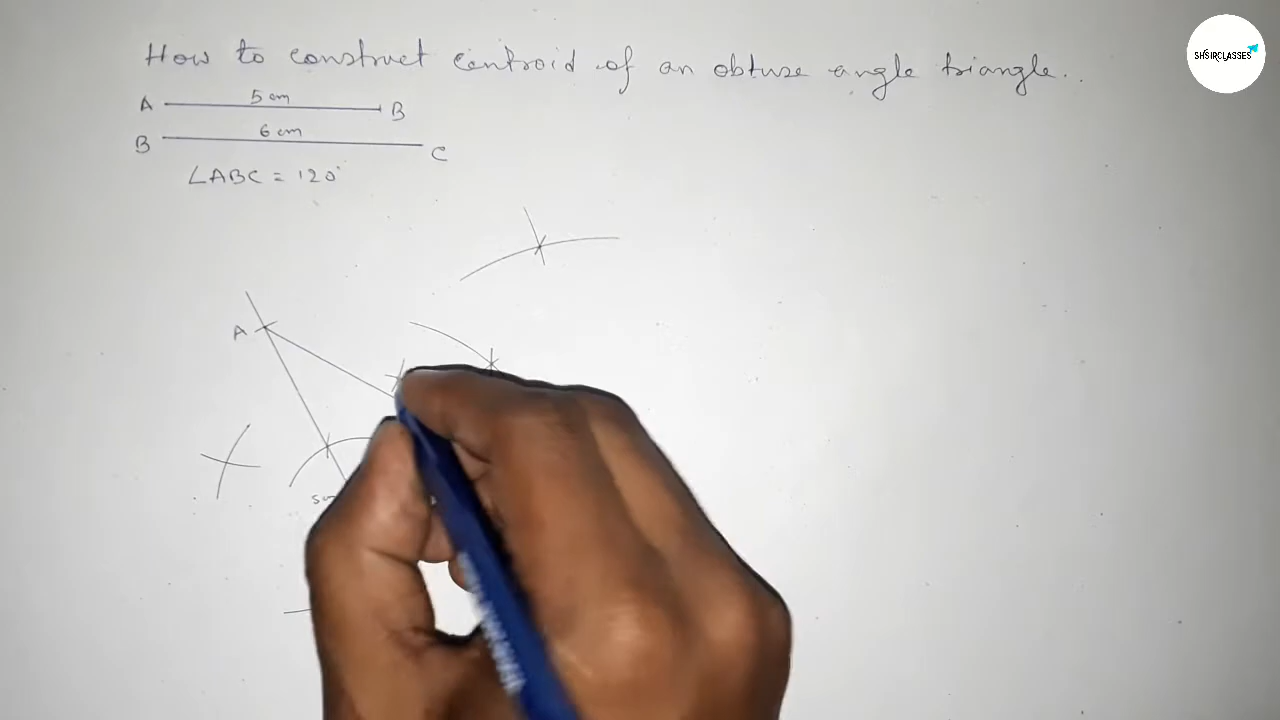 How to construct centroid of an obtuse angle triangle..
A 5 cm B
B 6 cm C
∠ABC = 120°
A
SHSIRCLASSES